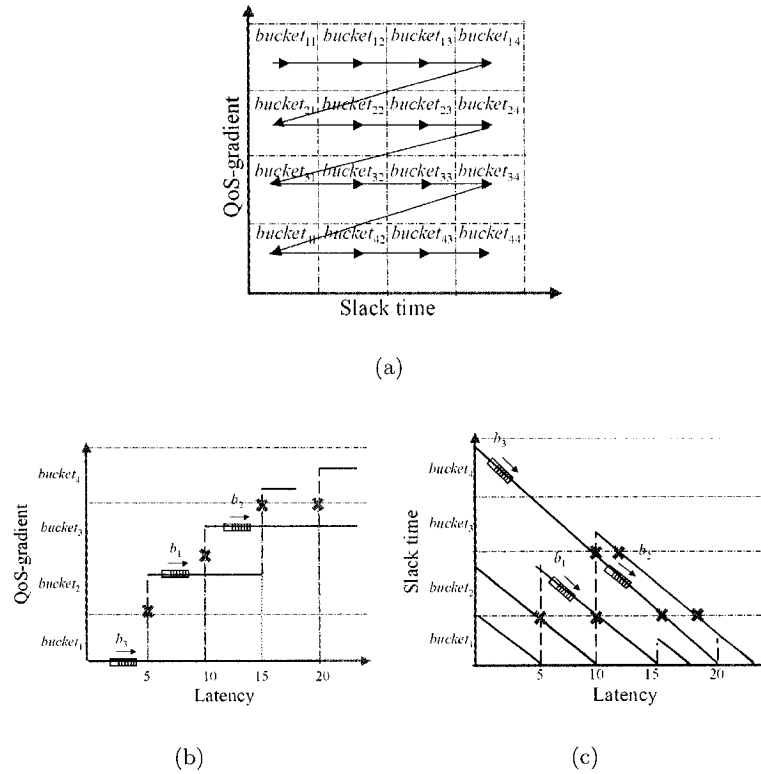 bucket11 bucket12 bucket13 bucket14
bucket21 bucket22 bucket23 bucket24
bucket31 bucket32 bucket33 bucket34
bucket41 bucket42 bucket43 bucket44
QoS-gradient
Slack time
(a)
QoS-gradient
bucket4
bucket3
bucket2
bucket1
b2
b1
b3
5 10 15 20
Latency
(b)
Slack time
bucket4
bucket3
bucket2
bucket1
b3
b1
b2
5 10 15 20
Latency
(c)